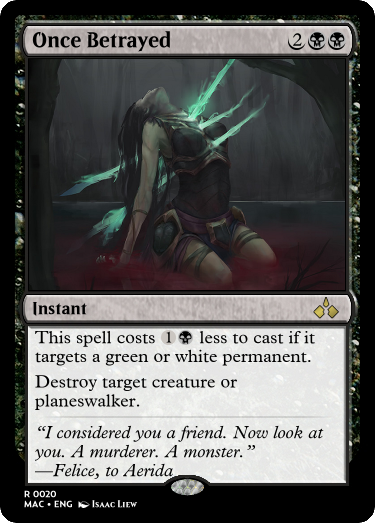 Once Betrayed 2
Instant
This spell costs 1 less to cast if it
targets a green or white permanent.
Destroy target creature or
planeswalker.
“I considered you a friend. Now look at
you. A murderer. A monster.”
—Felice, to Aerida
R 0020
MAC • ENG Isaac Liew